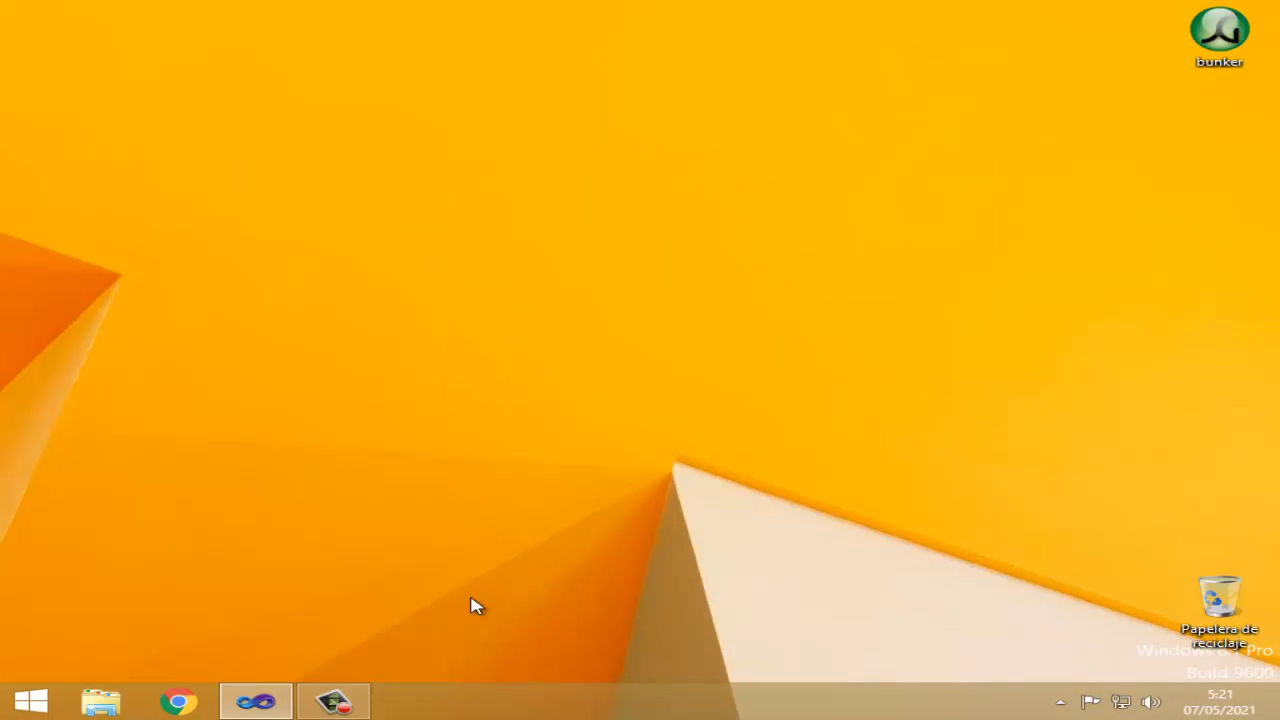 bunker
Papelera de
reciclaje
Windows 8.1 Pro
Build 9600
5:21
07/05/2021